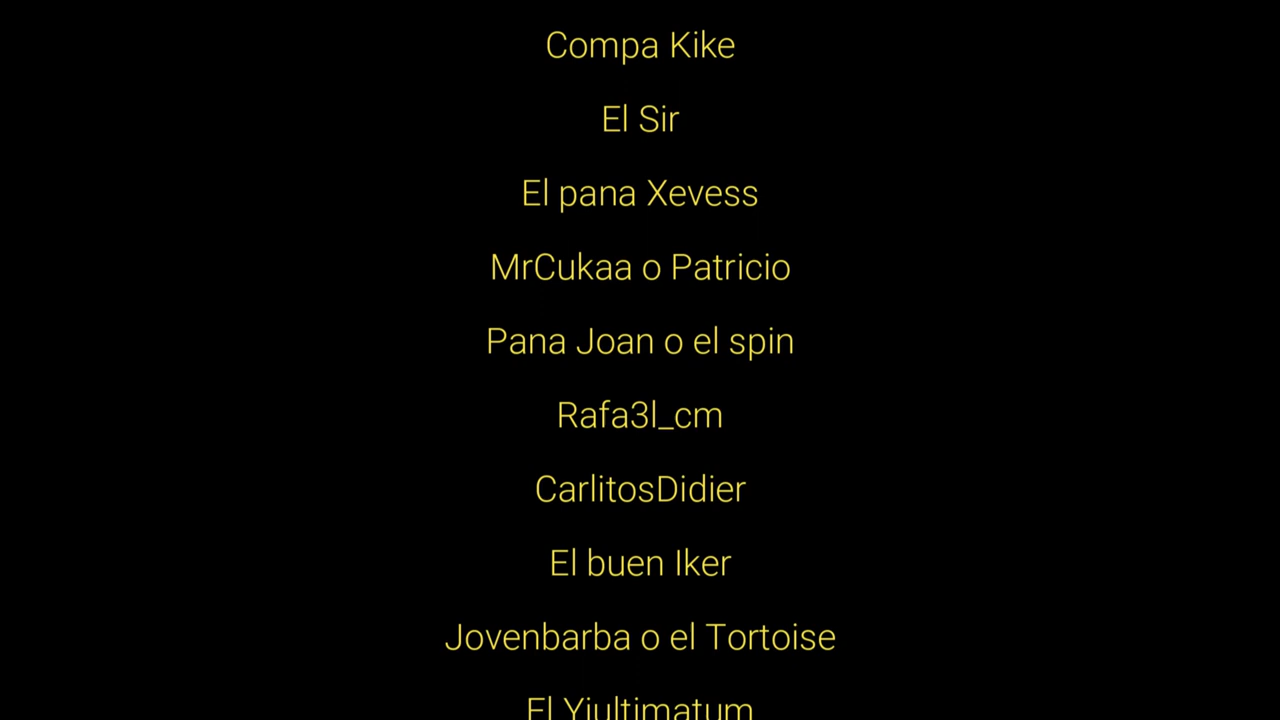 Compa Kike
El Sir
El pana Xevess
MrCukaa o Patricio
Pana Joan o el spin
Rafa3l_cm
CarlitosDidier
El buen Iker
Jovenbarba o el Tortoise
El Yiultimatum